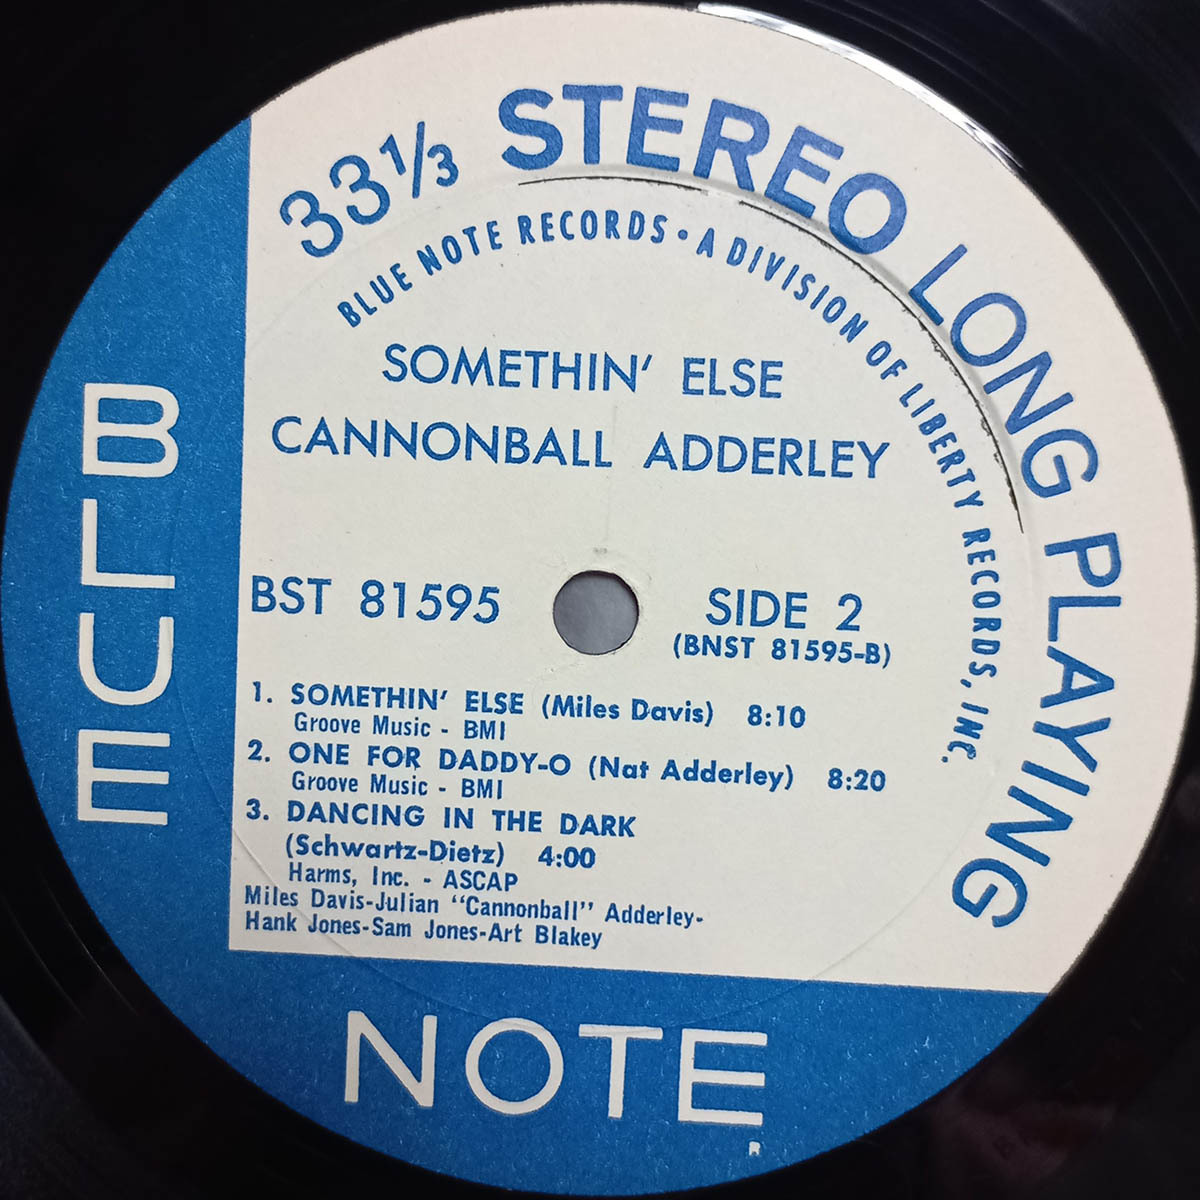 33⅓ STEREO LONG PLAYING
BLUE NOTE RECORDS • A DIVISION OF LIBERTY RECORDS, INC.
SOMETHIN' ELSE
CANNONBALL ADDERLEY
BST 81595
SIDE 2
(BNST 81595-B)
1. SOMETHIN' ELSE (Miles Davis) 8:10
Groove Music - BMI
2. ONE FOR DADDY-O (Nat Adderley) 8:20
Groove Music - BMI
3. DANCING IN THE DARK
(Schwartz-Dietz) 4:00
Harms, Inc. - ASCAP
Miles Davis-Julian "Cannonball" Adderley-
Hank Jones-Sam Jones-Art Blakey
BLUE
NOTE
R